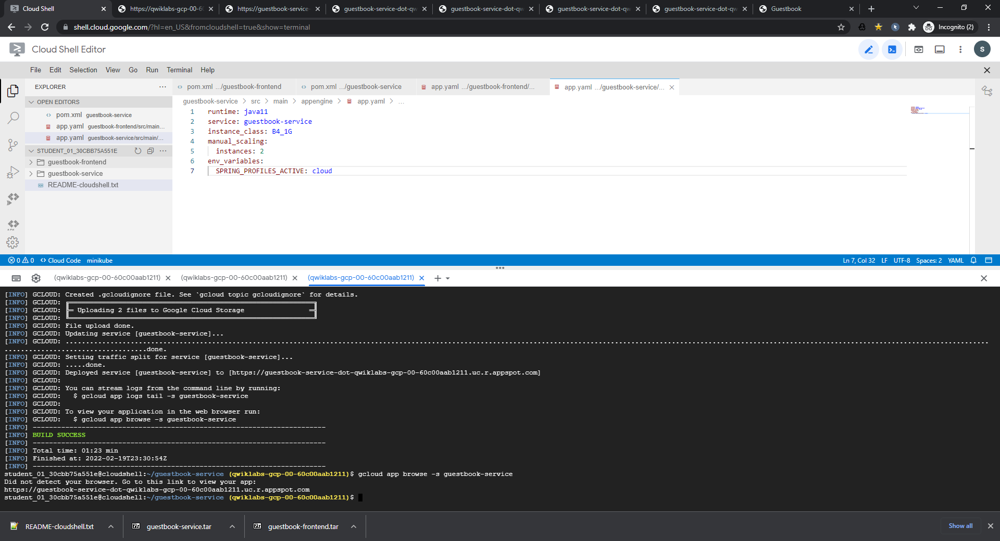 Cloud Shell
https://qwiklabs-gcp-00-6
https://guestbook-service-
guestbook-service-dot-qw
guestbook-service-dot-qw
guestbook-service-dot-qw
guestbook-service-dot-qw
Guestbook
shell.cloud.google.com/?hl=en_US&fromcloudshell=true&show=terminal
Incognito (2)
Cloud Shell Editor
S
File Edit Selection View Go Run Terminal Help
EXPLORER
pom.xml .../guestbook-frontend
pom.xml .../guestbook-service
app.yaml .../guestbook-frontend/...
app.yaml .../guestbook-service/...
OPEN EDITORS
pom.xml guestbook-service
app.yaml guestbook-frontend/src/main...
app.yaml guestbook-service/src/main/...
STUDENT_01_30CBB75A551E
guestbook-frontend
guestbook-service
README-cloudshell.txt
guestbook-service > src > main > appengine > app.yaml > ...
1 runtime: java11
2 service: guestbook-service
3 instance_class: B4_1G
4 manual_scaling:
5 instances: 2
6 env_variables:
7 SPRING_PROFILES_ACTIVE: cloud
0 0 Cloud Code minikube
Ln 7, Col 32 LF UTF-8 Spaces: 2 YAML
(qwiklabs-gcp-00-60c00aab1211)
(qwiklabs-gcp-00-60c00aab1211)
(qwiklabs-gcp-00-60c00aab1211)
[INFO] GCLOUD: Created .gcloudignore file. See `gcloud topic gcloudignore` for details.
[INFO] GCLOUD:
[INFO] GCLOUD: Uploading 2 files to Google Cloud Storage
[INFO] GCLOUD:
[INFO] GCLOUD: File upload done.
[INFO] GCLOUD: Updating service [guestbook-service]...
[INFO] GCLOUD: ...................................
...................................done.
[INFO] GCLOUD: Setting traffic split for service [guestbook-service]...
[INFO] GCLOUD: .....done.
[INFO] GCLOUD: Deployed service [guestbook-service] to [https://guestbook-service-dot-qwiklabs-gcp-00-60c00aab1211.uc.r.appspot.com]
[INFO] GCLOUD:
[INFO] GCLOUD: You can stream logs from the command line by running:
[INFO] GCLOUD:   $ gcloud app logs tail -s guestbook-service
[INFO] GCLOUD:
[INFO] GCLOUD: To view your application in the web browser run:
[INFO] GCLOUD:   $ gcloud app browse -s guestbook-service
[INFO] ------------------------------------------------------------------------
[INFO] BUILD SUCCESS
[INFO] ------------------------------------------------------------------------
[INFO] Total time: 01:23 min
[INFO] Finished at: 2022-02-19T23:30:54Z
[INFO] ------------------------------------------------------------------------
student_01_30cbb75a551e@cloudshell:~/guestbook-service (qwiklabs-gcp-00-60c00aab1211)$ gcloud app browse -s guestbook-service
Did not detect your browser. Go to this link to view your app:
https://guestbook-service-dot-qwiklabs-gcp-00-60c00aab1211.uc.r.appspot.com
student_01_30cbb75a551e@cloudshell:~/guestbook-service (qwiklabs-gcp-00-60c00aab1211)$
README-cloudshell.txt
guestbook-service.tar
guestbook-frontend.tar
Show all